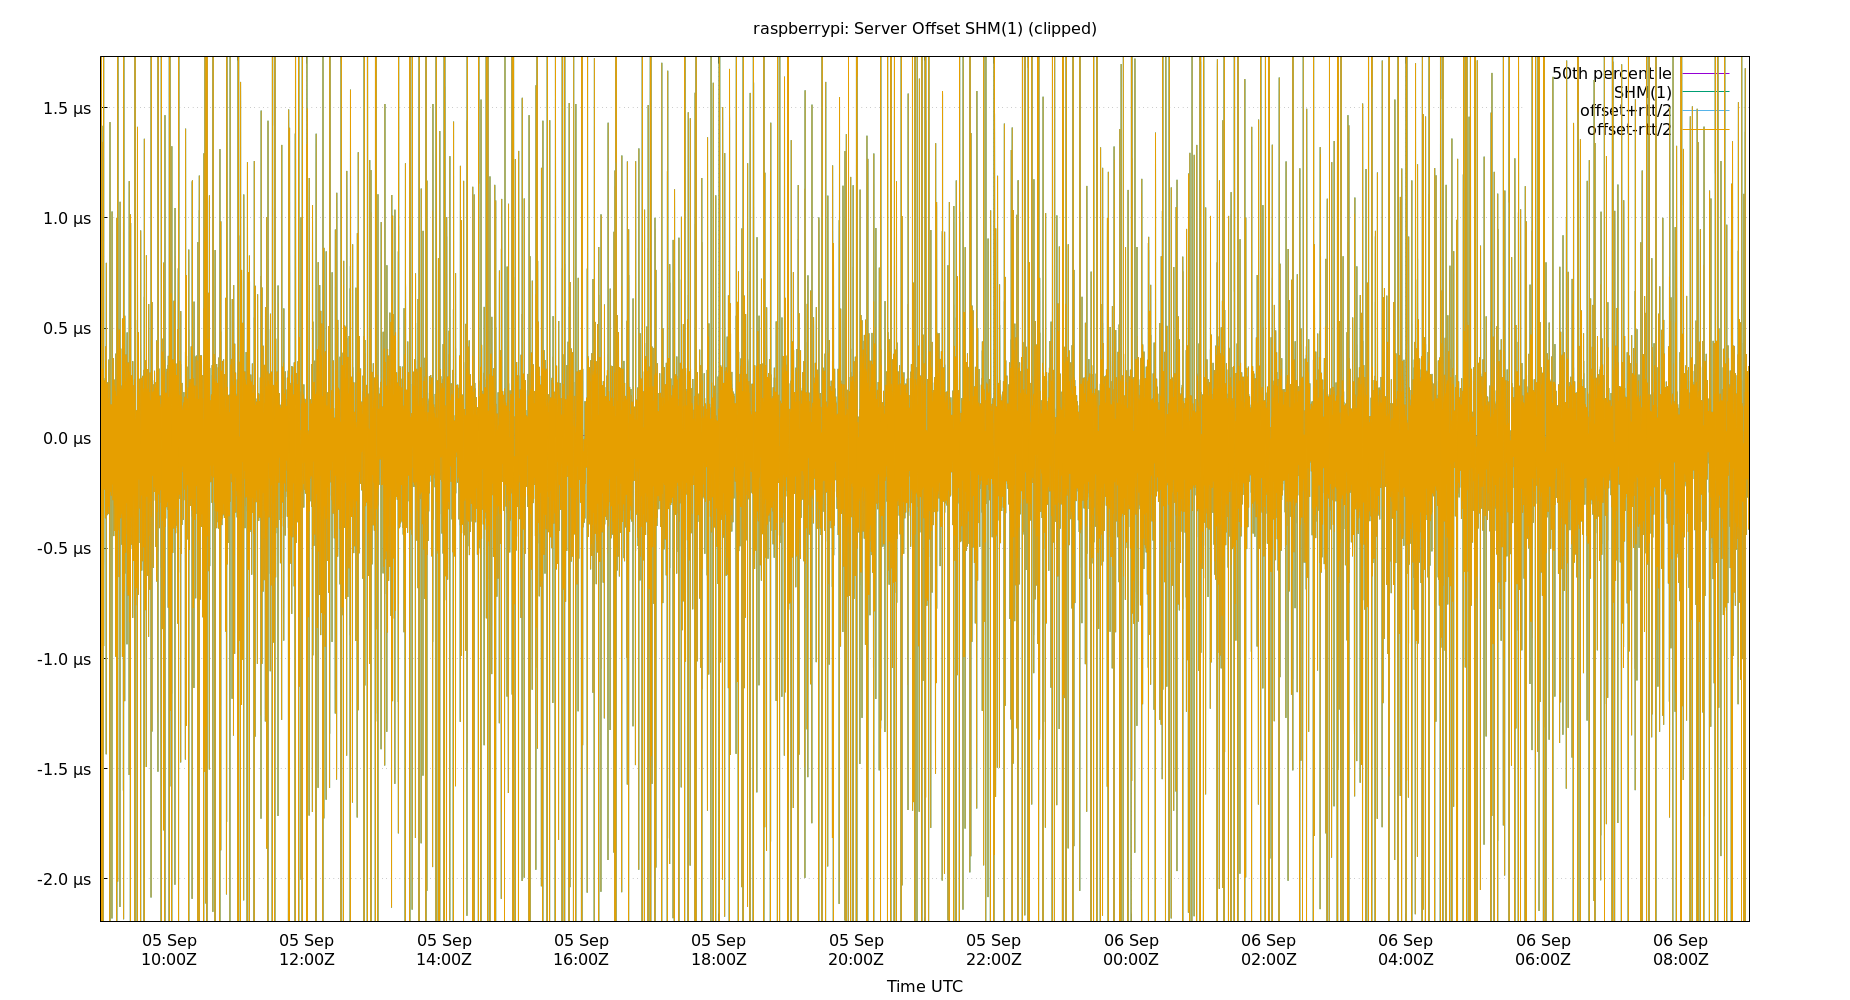 raspberrypi: Server Offset SHM(1) (clipped)
50th percentile
SHM(1)
offset+rtt/2
offset-rtt/2
1.5 µs
1.0 µs
0.5 µs
0.0 µs
-0.5 µs
-1.0 µs
-1.5 µs
-2.0 µs
05 Sep 05 Sep 05 Sep 05 Sep 05 Sep 05 Sep 05 Sep 06 Sep 06 Sep 06 Sep 06 Sep 06 Sep
10:00Z 12:00Z 14:00Z 16:00Z 18:00Z 20:00Z 22:00Z 00:00Z 02:00Z 04:00Z 06:00Z 08:00Z
Time UTC